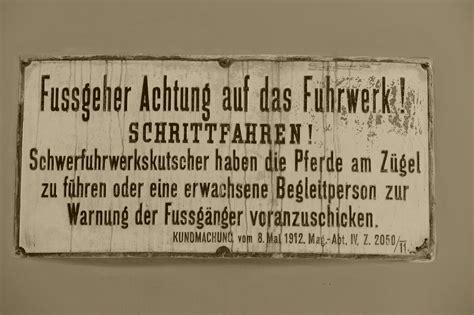 Fussgeher Achtung auf das Fuhrwerk!
SCHRITTFAHREN!
Schwerfuhrwerkskutscher haben die Pferde am Zügel
zu führen oder eine erwachsene Begleitperson zur
Warnung der Fussgänger voranzuschicken.
KUNDMACHUNG vom 8. Mai 1912. Mag.-Abt. IV, Z. 2050/II.